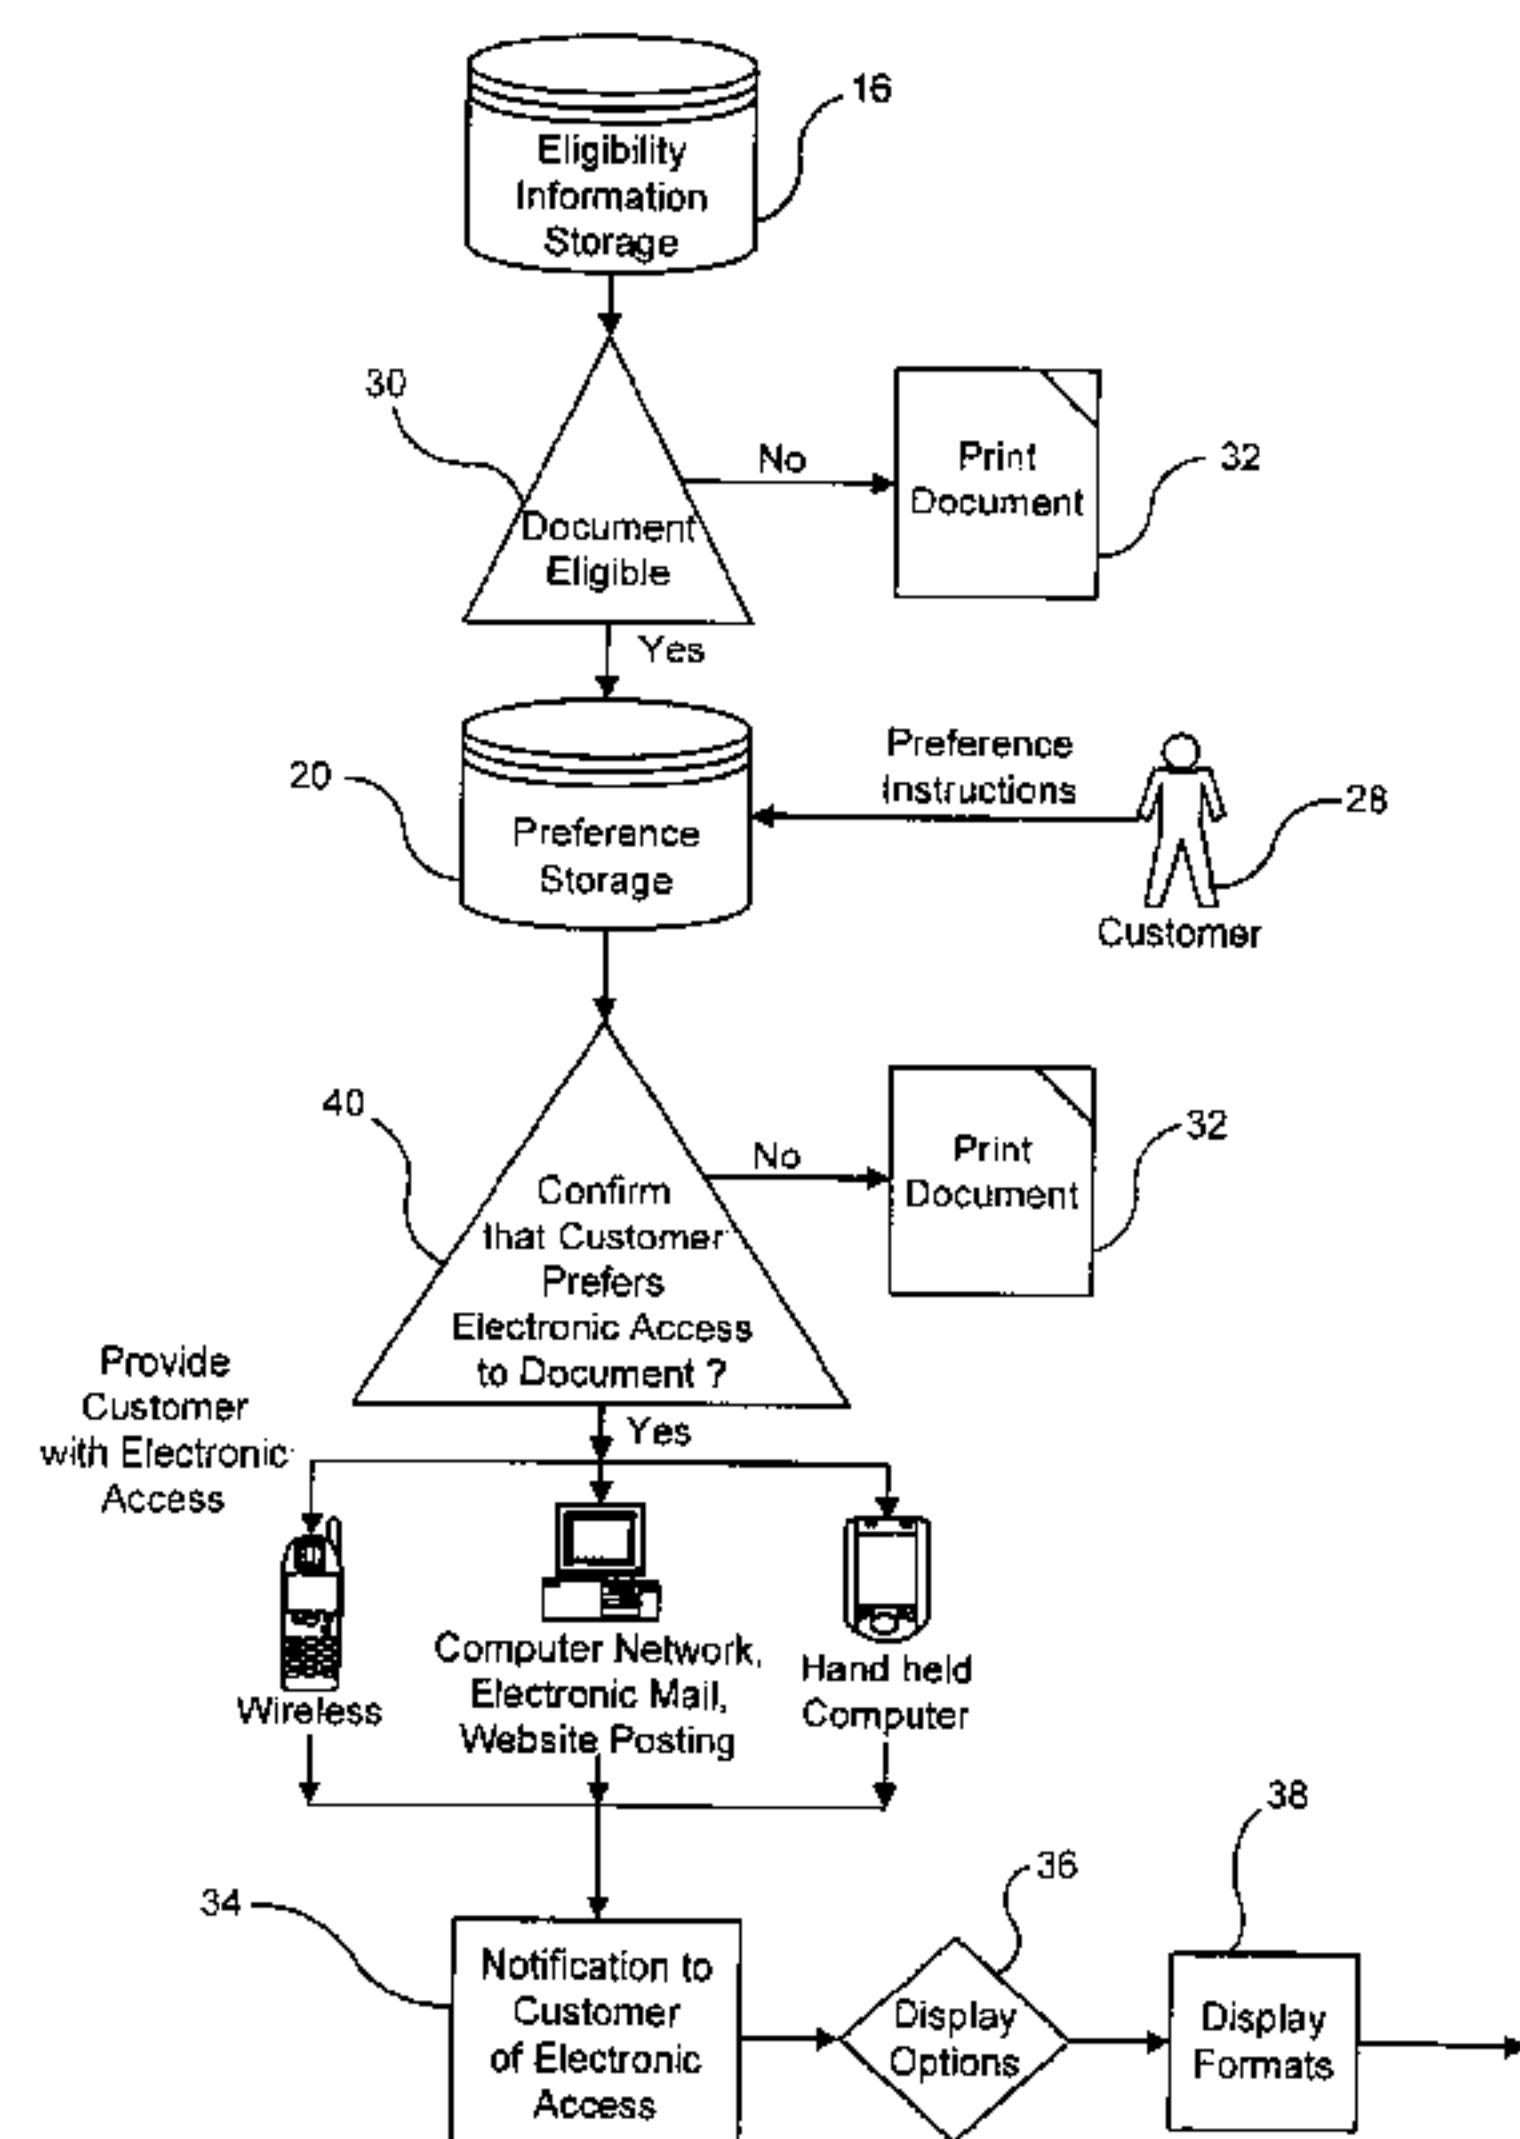 16
Eligibility
Information
Storage
30
No
Print
Document
32
Document
Eligible
Yes
20
Preference
Storage
Preference
Instructions
28
Customer
40
No
Print
Document
32
Confirm
that Customer
Prefers
Electronic Access
to Document ?
Provide
Customer
with Electronic
Access
Yes
Wireless
Computer Network,
Electronic Mail,
Website Posting
Hand held
Computer
34
Notification to
Customer
of Electronic
Access
36
Display
Options
38
Display
Formats